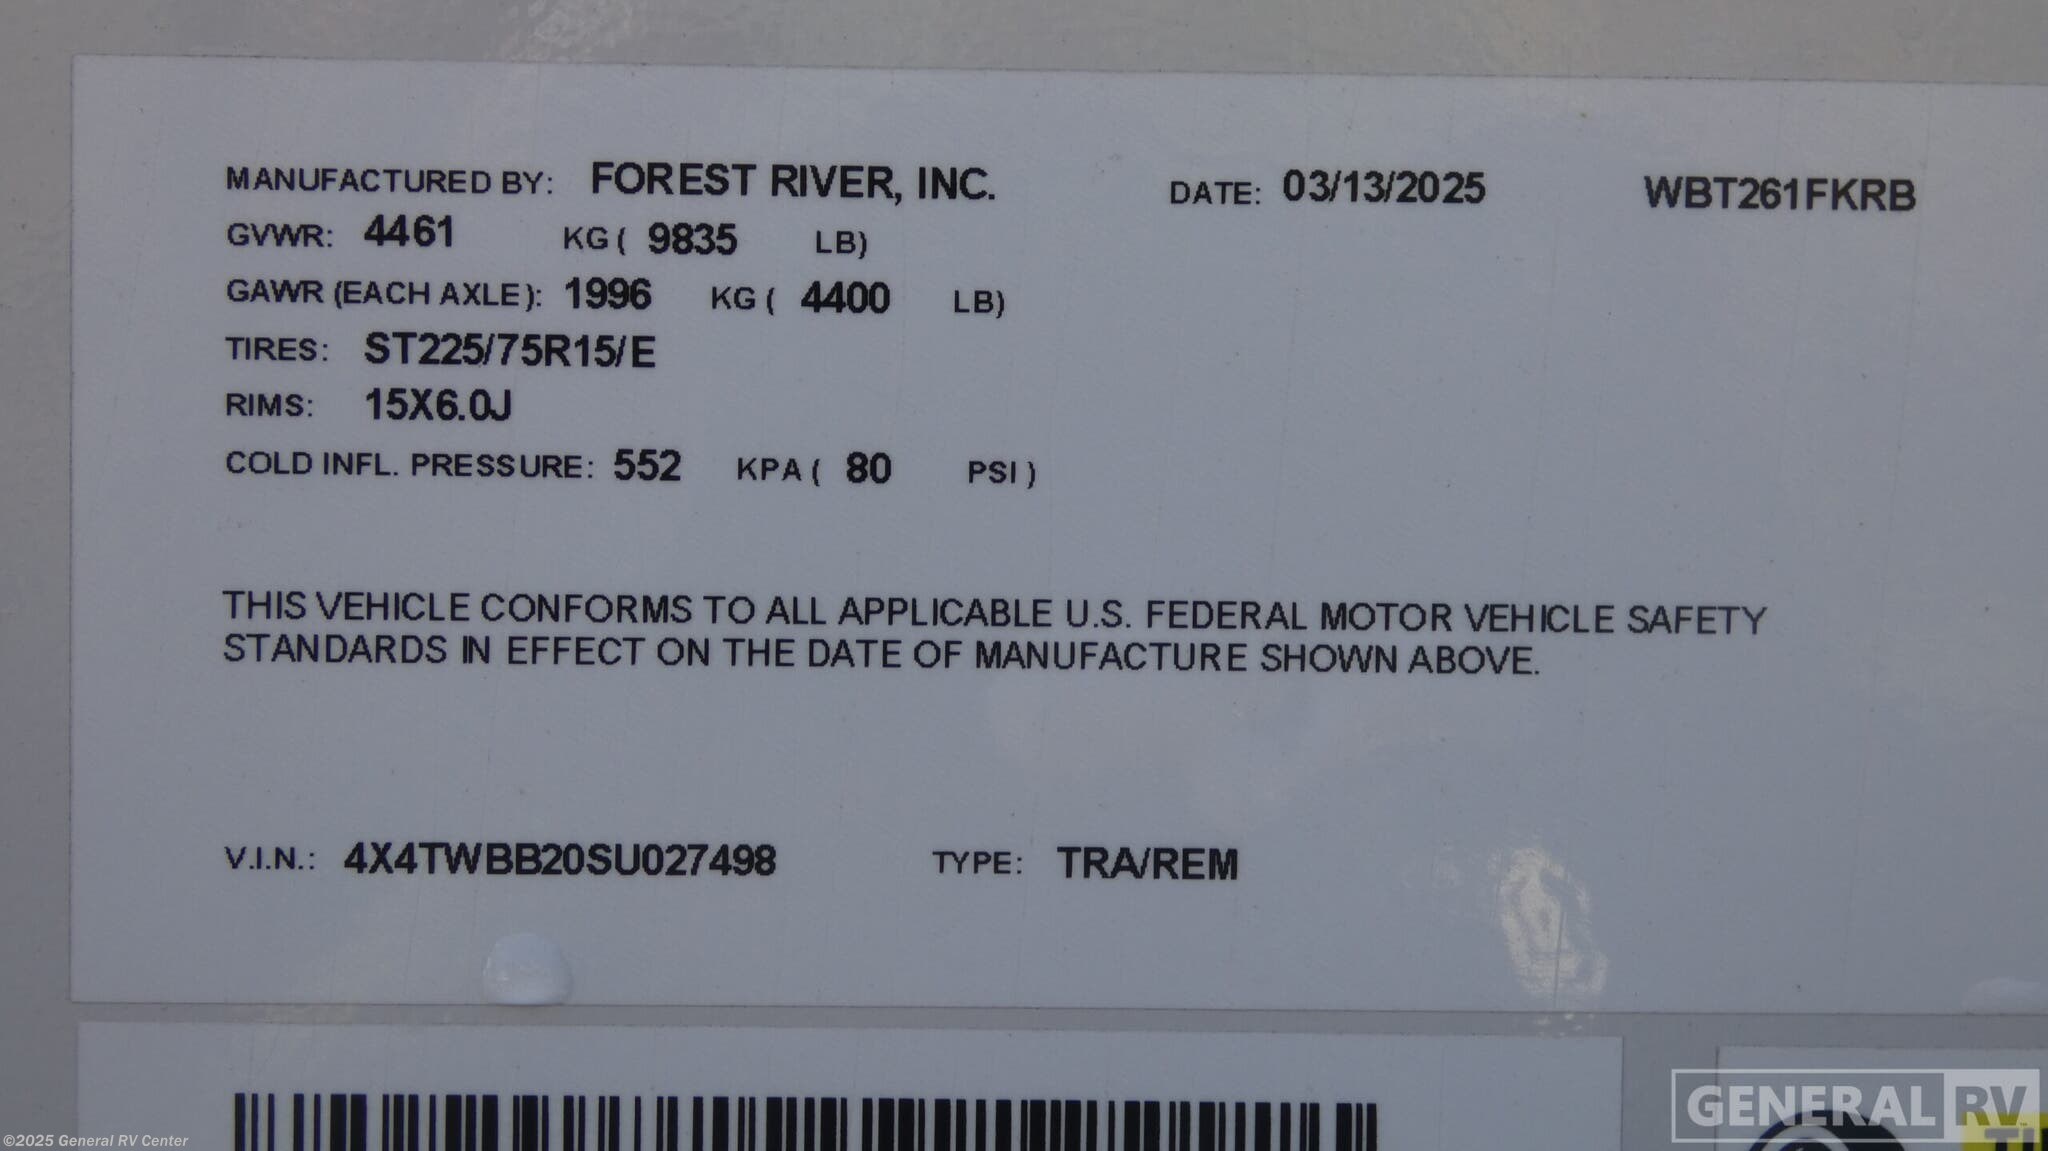 MANUFACTURED BY: FOREST RIVER, INC. DATE: 03/13/2025 WBT261FKRB
GVWR: 4461 KG ( 9835 LB)
GAWR (EACH AXLE): 1996 KG ( 4400 LB)
TIRES: ST225/75R15/E
RIMS: 15X6.0J
COLD INFL. PRESSURE: 552 KPA ( 80 PSI )
THIS VEHICLE CONFORMS TO ALL APPLICABLE U.S. FEDERAL MOTOR VEHICLE SAFETY
STANDARDS IN EFFECT ON THE DATE OF MANUFACTURE SHOWN ABOVE.
V.I.N.: 4X4TWBB20SU027498 TYPE: TRA/REM
GENERAL RV
©2025 General RV Center